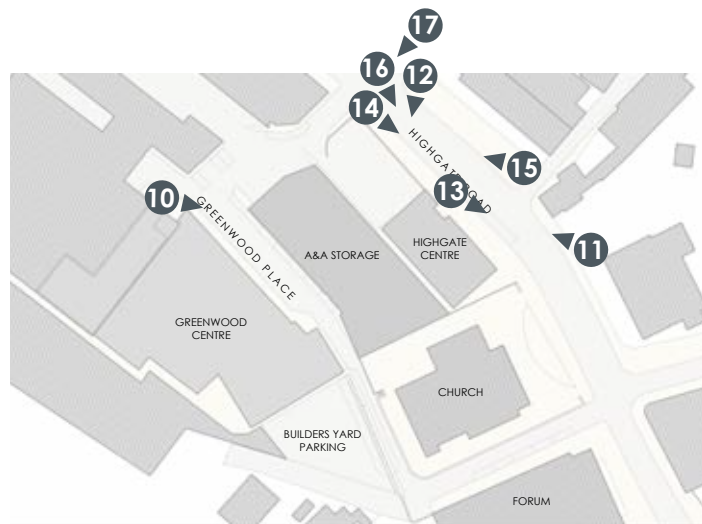 17
16
12
14
HIGHGATE ROAD
15
13
10
GREENWOOD PLACE
A&A STORAGE
HIGHGATE
CENTRE
11
GREENWOOD
CENTRE
CHURCH
BUILDERS YARD
PARKING
FORUM